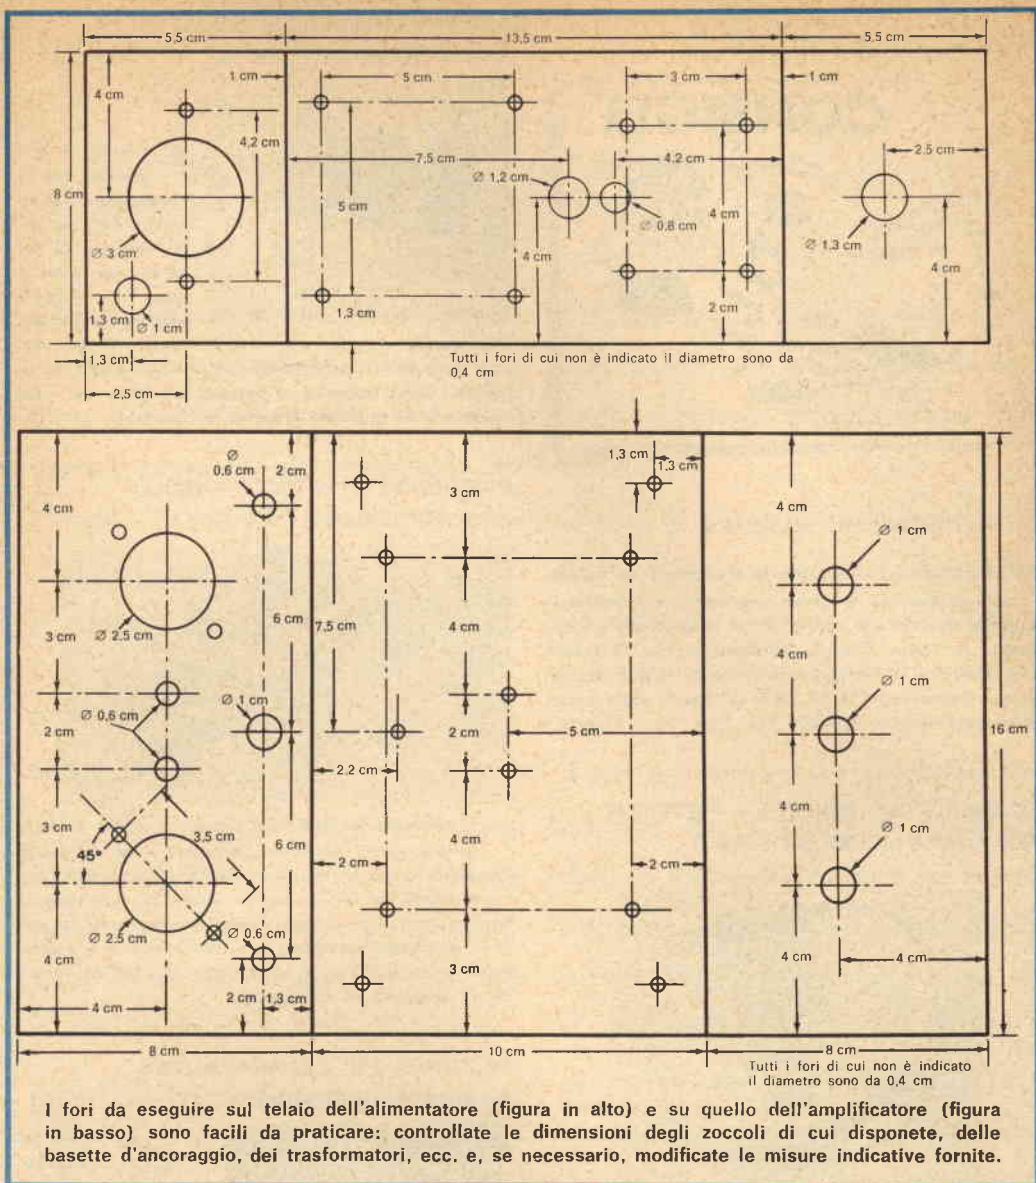 5,5 cm 13,5 cm 5,5 cm
4 cm 1 cm 5 cm 3 cm 1 cm
4,2 cm
7,5 cm 4.2 cm 2.5 cm
∅ 1,2 cm
8 cm 5 cm 4 cm
∅ 0,8 cm
∅ 3 cm 4 cm ∅ 1.3 cm 4 cm
1,3 cm ∅ 1 cm 1,3 cm 2 cm
1,3 cm
Tutti i fori di cui non è indicato il diametro sono da
0,4 cm
2,5 cm
∅
0.6 cm 2 cm 1,3 cm 1.3 cm
4 cm 3 cm 4 cm
∅ 1 cm
3 cm ∅ 2.5 cm 6 cm 7,5 cm 4 cm 4 cm
∅ 0,6 cm ∅ 1 cm ∅ 1 cm
2 cm 2 cm 5 cm 16 cm
2,2 cm
3 cm 3,5 cm 4 cm 4 cm
45° 6 cm ∅ 1 cm
2 cm 2 cm
∅ 2.5 cm ∅ 0.6 cm
4 cm 3 cm 4 cm 4 cm
4 cm 2 cm 1,3 cm
8 cm 10 cm 8 cm
Tutti i fori di cui non è indicato
il diametro sono da 0,4 cm
I fori da eseguire sul telaio dell'alimentatore (figura in alto) e su quello dell'amplificatore (figura
in basso) sono facili da praticare: controllate le dimensioni degli zoccoli di cui disponete, delle
basette d'ancoraggio, dei trasformatori, ecc. e, se necessario, modificate le misure indicative fornite.